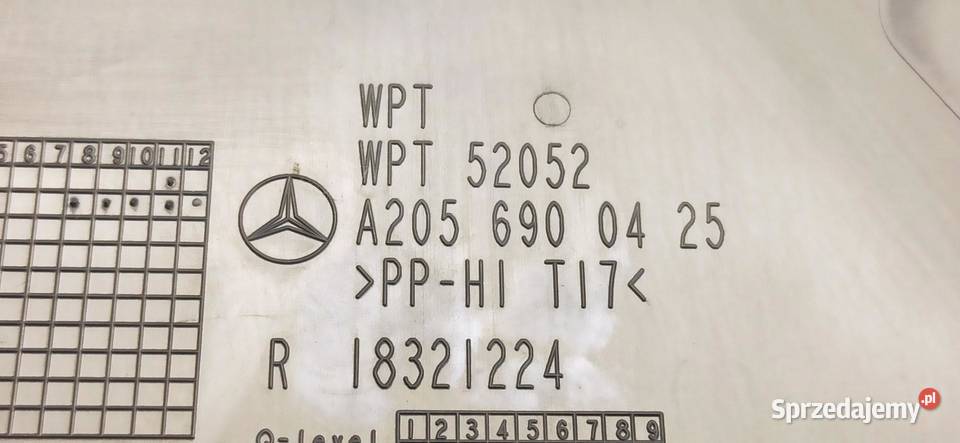 WPT
WPT 52052
5 6 7 8 9 10 11 12
A205 690 04 25
>PP-HI T17<
R 18321224
Q-Level 1 2 3 4 5 6 7 8 9
Sprzedajemy.pl